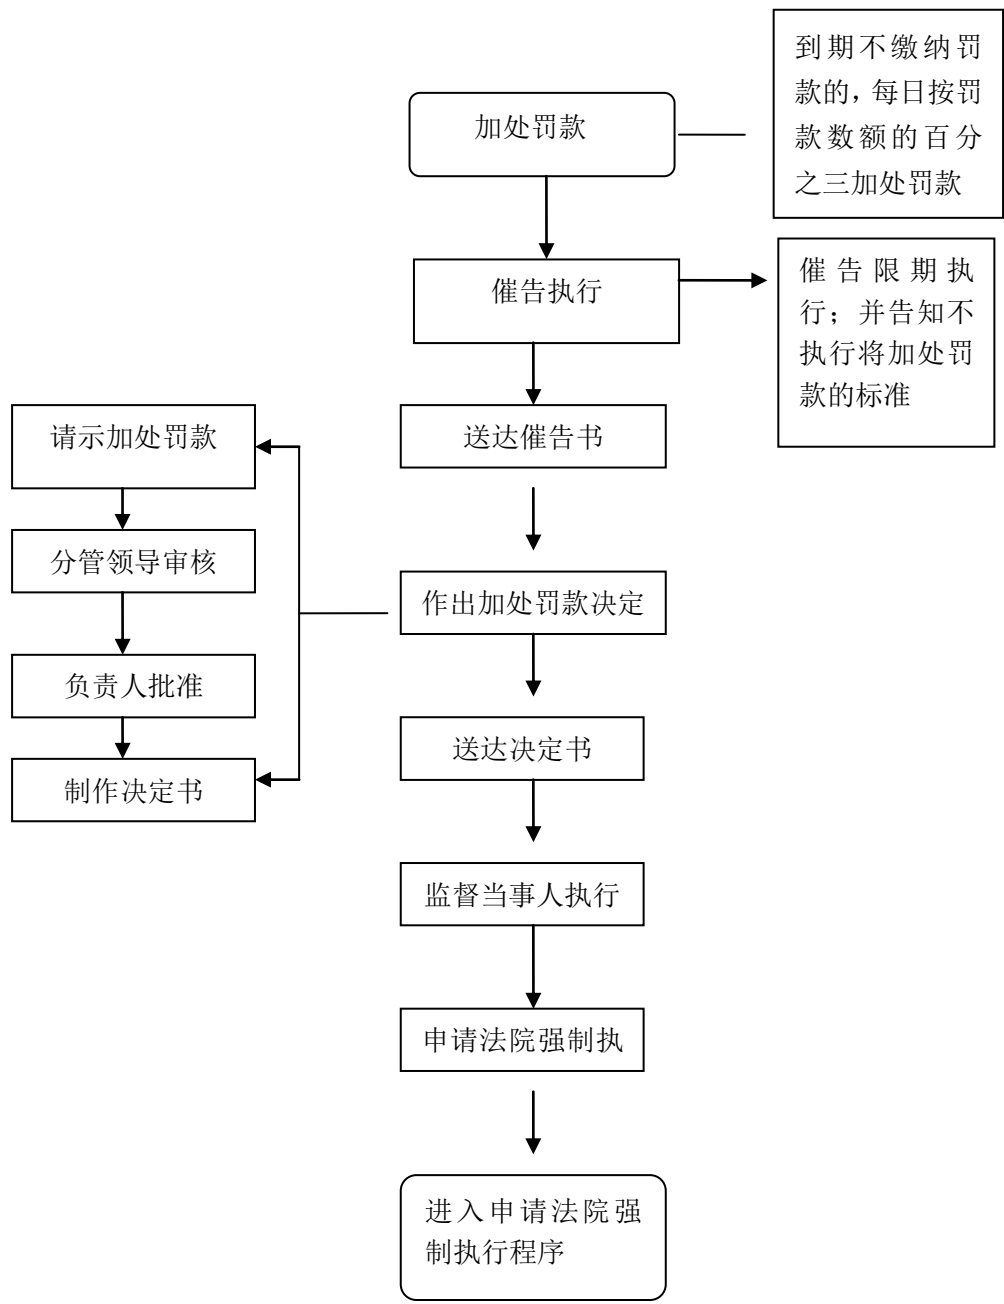 加处罚款
到期不缴纳罚
款的，每日按罚
款数额的百分
之三加处罚款
催告执行
催告限期执
行；并告知不
执行将加处罚
款的标准
送达催告书
请示加处罚款
分管领导审核
负责人批准
制作决定书
作出加处罚款决定
送达决定书
监督当事人执行
申请法院强制执
进入申请法院强
制执行程序